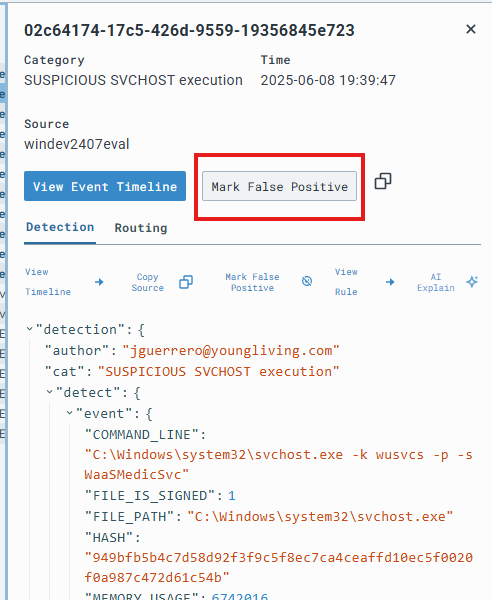 02c64174-17c5-426d-9559-19356845e723
Category Time
SUSPICIOUS SVCHOST execution 2025-06-08 19:39:47
Source
windev2407eval
View Event Timeline Mark False Positive
Detection Routing
View Timeline Copy Source Mark False Positive View Rule AI Explain
"detection": {
"author": "jguerrero@youngliving.com"
"cat": "SUSPICIOUS SVCHOST execution"
"detect": {
"event": {
"COMMAND_LINE":
"C:\Windows\system32\svchost.exe -k wusvcs -p -s
WaaSMedicSvc"
"FILE_IS_SIGNED": 1
"FILE_PATH": "C:\Windows\system32\svchost.exe"
"HASH":
"949bfb5b4c7d58d92f3f9c5f8ec7ca4ceaffd10ec5f0020
f0a987c472d61c54b"
"MEMORY_USAGE": 6742016